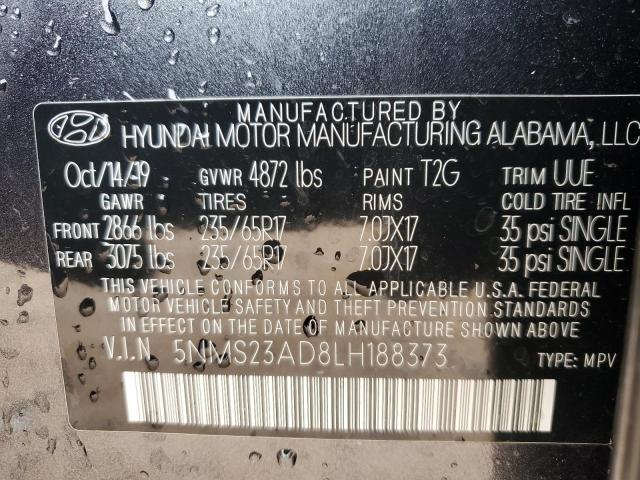 MANUFACTURED BY
HYUNDAI MOTOR MANUFACTURING ALABAMA, LLC
Oct/14/19 GVWR 4872 lbs PAINT T2G TRIM UUE
GAWR TIRES RIMS COLD TIRE INFL
FRONT 2866 lbs 235/65R17 7.0JX17 35 psi SINGLE
REAR 3075 lbs 235/65R17 7.0JX17 35 psi SINGLE
THIS VEHICLE CONFORMS TO ALL APPLICABLE U.S.A. FEDERAL
MOTOR VEHICLE SAFETY AND THEFT PREVENTION STANDARDS
IN EFFECT ON THE DATE OF MANUFACTURE SHOWN ABOVE.
V.I.N 5NMS23AD8LH188373 TYPE: MPV